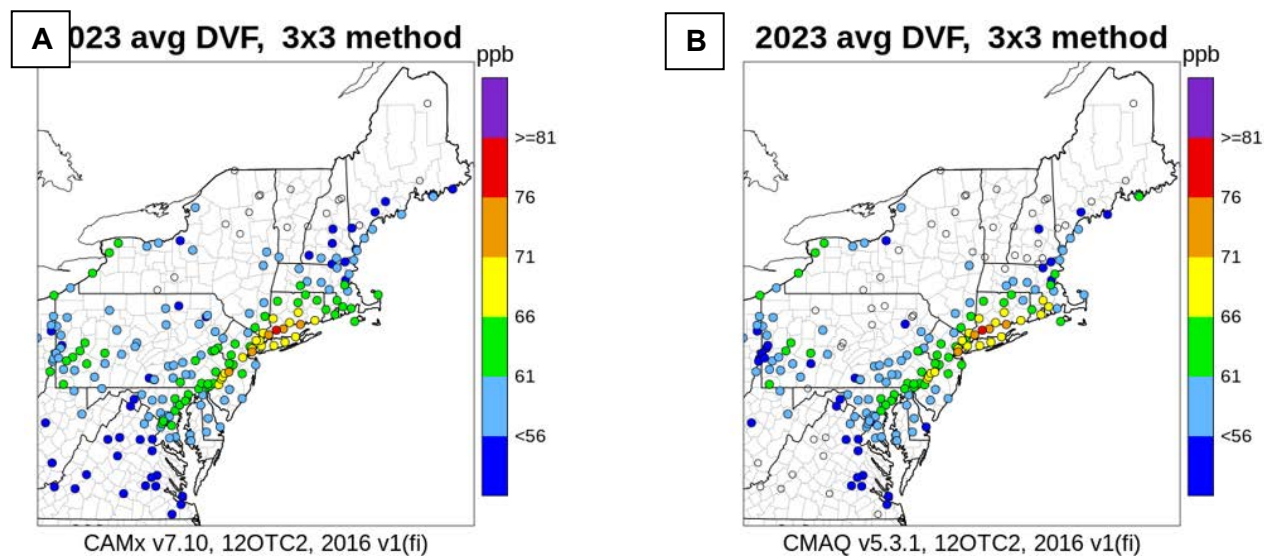 A
023 avg DVF, 3x3 method
ppb
>=81
76
71
66
61
<56
CAMx v7.10, 12OTC2, 2016 v1(fi)
B
2023 avg DVF, 3x3 method
ppb
>=81
76
71
66
61
<56
CMAQ v5.3.1, 12OTC2, 2016 v1(fi)